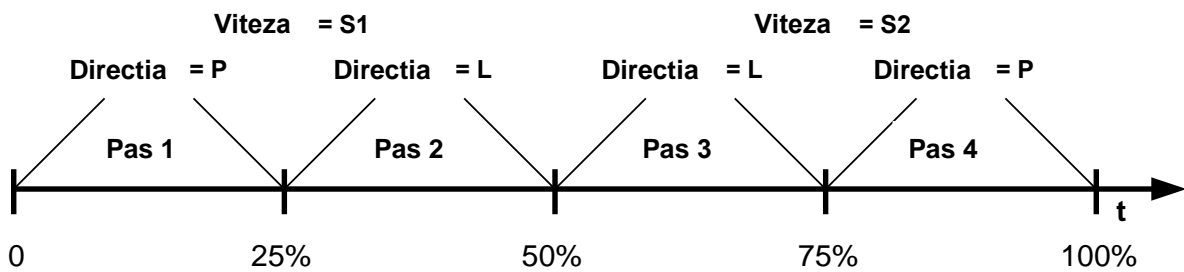 Viteza = S1 Viteza = S2
Directia = P Directia = L Directia = L Directia = P
Pas 1 Pas 2 Pas 3 Pas 4
t
0 25% 50% 75% 100%